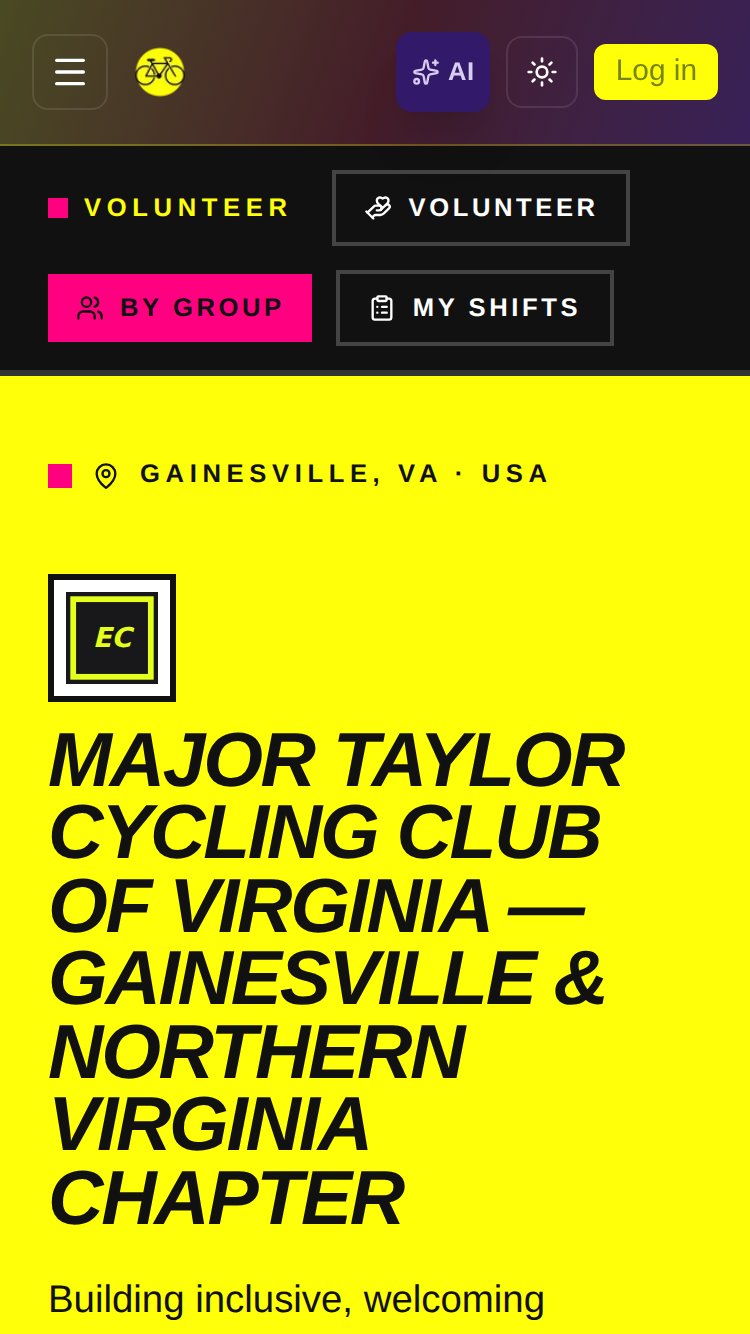 AI
Log in
VOLUNTEER
VOLUNTEER
BY GROUP
MY SHIFTS
GAINESVILLE, VA · USA
EC
MAJOR TAYLOR
CYCLING CLUB
OF VIRGINIA —
GAINESVILLE &
NORTHERN
VIRGINIA
CHAPTER
Building inclusive, welcoming